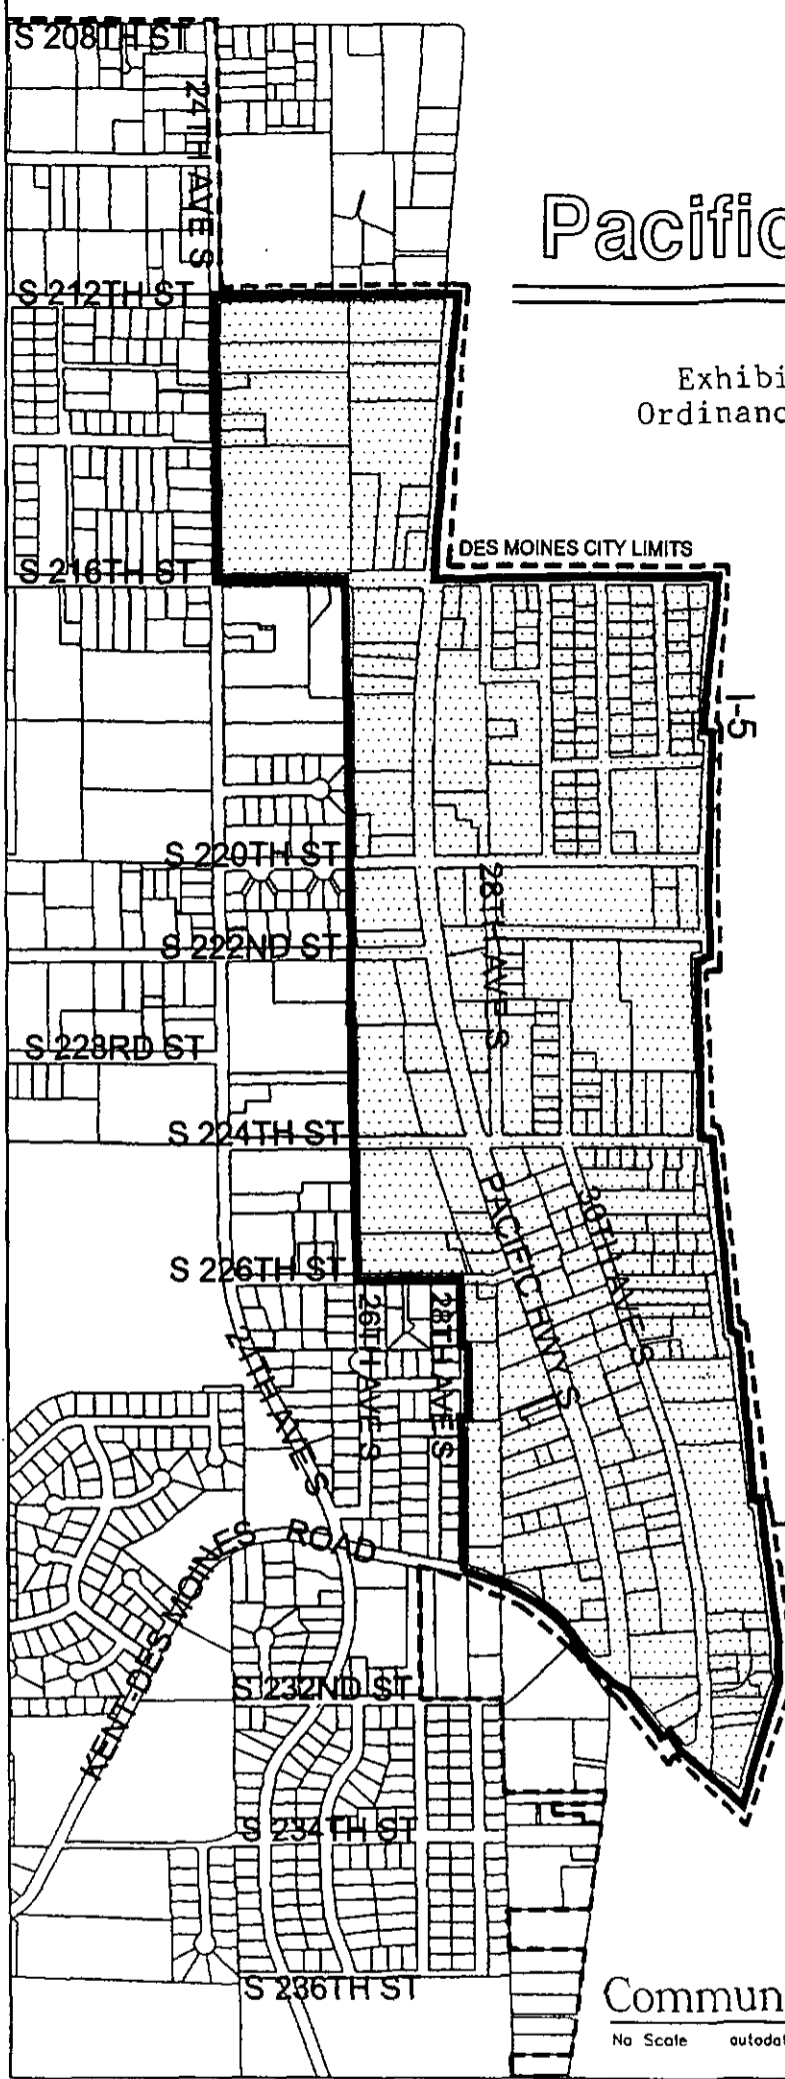 S 208TH ST
24TH AVE S
Pacific
S 212TH ST
Exhibi
Ordinanc
DES MOINES CITY LIMITS
S 216TH ST
I-5
S 220TH ST
28TH AVE S
S 222ND ST
S 228RD ST
S 224TH ST
PACIFIC HWY S
30TH AVE S
S 226TH ST
26TH AVE S
28TH AVE S
24TH AVE S
KENT-DES MOINES ROAD
S 232ND ST
S 234TH ST
S 236TH ST
Commun
No Scale autodat